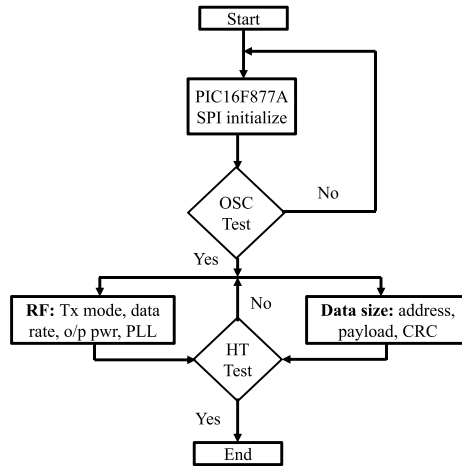 Start
PIC16F877A
SPI initialize
OSC
Test
No
Yes
RF: Tx mode, data
rate, o/p pwr, PLL
No
Data size: address,
payload, CRC
HT
Test
Yes
End